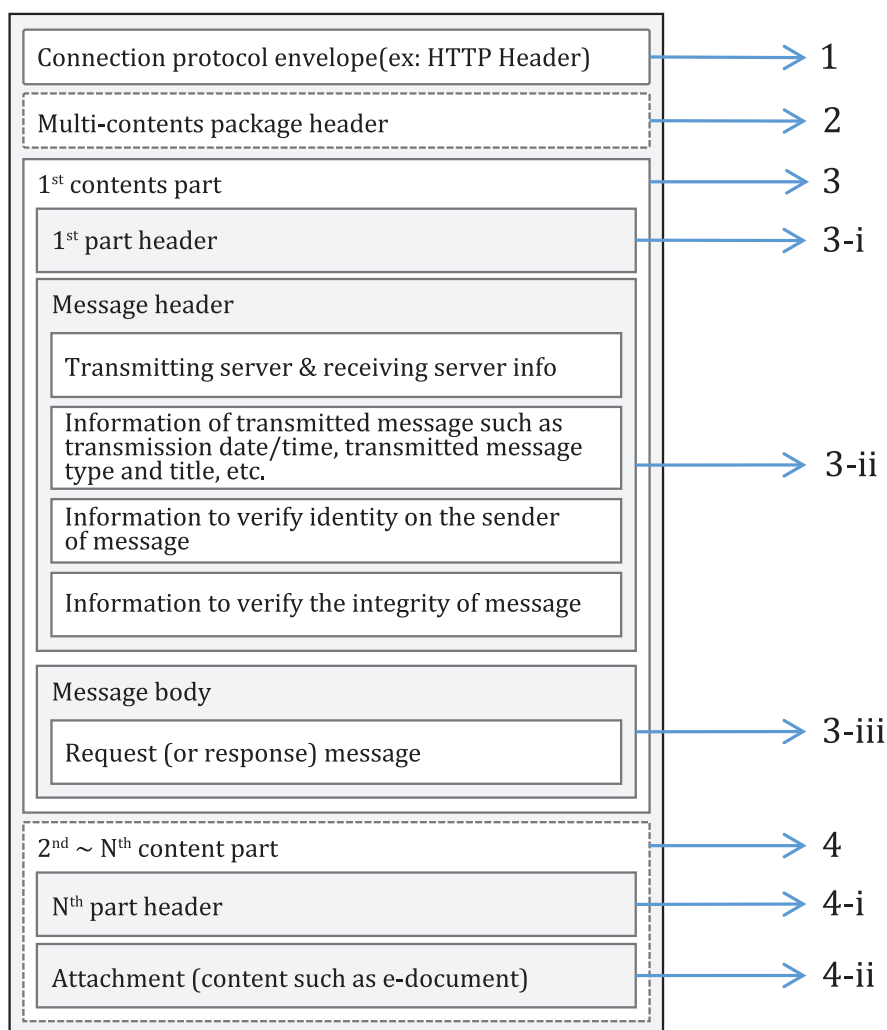 Connection protocol envelope(ex: HTTP Header)
1
Multi-contents package header
2
1st contents part
3
1st part header
3-i
Message header
Transmitting server & receiving server info
Information of transmitted message such as
transmission date/time, transmitted message
type and title, etc.
3-ii
Information to verify identity on the sender
of message
Information to verify the integrity of message
Message body
Request (or response) message
3-iii
2nd ~ Nth content part
4
Nth part header
4-i
Attachment (content such as e-document)
4-ii